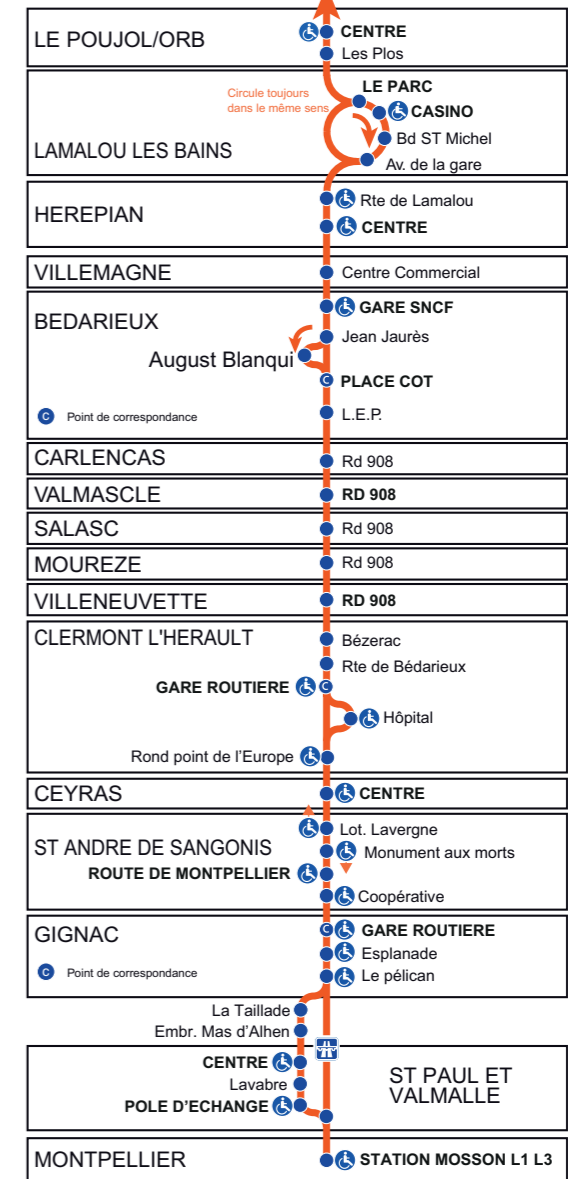 LE POUJOL/ORB
CENTRE
Les Plos
Circule toujours
dans le même sens
LE PARC
CASINO
Bd ST Michel
Av. de la gare
LAMALOU LES BAINS
HEREPIAN
Rte de Lamalou
CENTRE
VILLEMAGNE
Centre Commercial
BEDARIEUX
GARE SNCF
Jean Jaurès
August Blanqui
C PLACE COT
C Point de correspondance
L.E.P.
CARLENCAS
Rd 908
VALMASCLE
RD 908
SALASC
Rd 908
MOUREZE
Rd 908
VILLENEUVETTE
RD 908
CLERMONT L'HERAULT
Bézerac
Rte de Bédarieux
GARE ROUTIERE C
Hôpital
Rond point de l'Europe
CEYRAS
CENTRE
ST ANDRE DE SANGONIS
Lot. Lavergne
Monument aux morts
ROUTE DE MONTPELLIER
Coopérative
GIGNAC
C GARE ROUTIERE
Esplanade
C Point de correspondance
Le pélican
La Taillade
Embr. Mas d'Alhen
CENTRE
Lavabre
POLE D'ECHANGE
ST PAUL ET
VALMALLE
MONTPELLIER
STATION MOSSON L1 L3